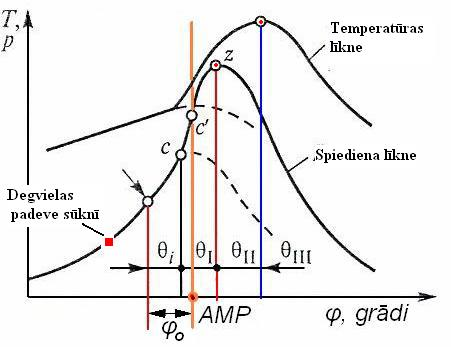 T,
p
Temperatūras
līkne
z
c'
c
Spiediena līkne
Degvielas
padeve sūknī
θi θI θII θIII
φo AMP φ, grādi